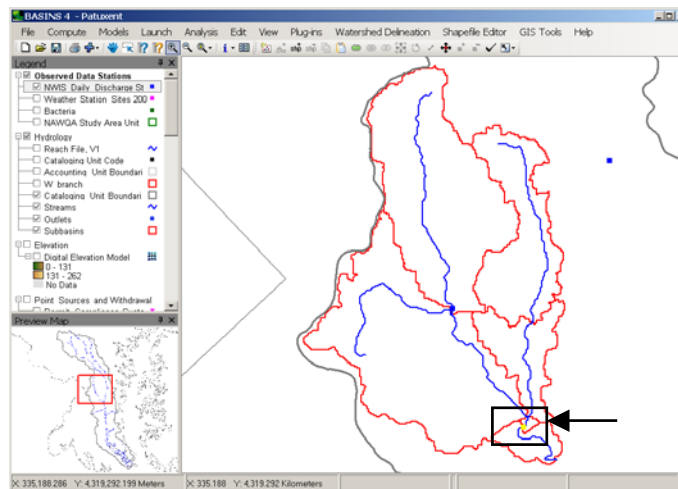 BASINS 4 - Patuxent
File Compute Models Launch Analysis Edit View Plug-ins Watershed Delineation Shapefile Editor GIS Tools Help
Legend
Observed Data Stations
NWIS Daily Discharge St
Weather Station Sites 200
Bacteria
NAWQA Study Area Unit
Hydrology
Reach File, V1
Cataloging Unit Code
Accounting Unit Boundari
W_branch
Cataloging Unit Boundari
Streams
Outlets
Subbasins
Elevation
Digital Elevation Model
0 - 131
131 - 262
No Data
Point Sources and Withdrawal
Preview Map
X: 335,188.286 Y: 4,319,292.199 Meters X: 335.188 Y: 4,319.292 Kilometers